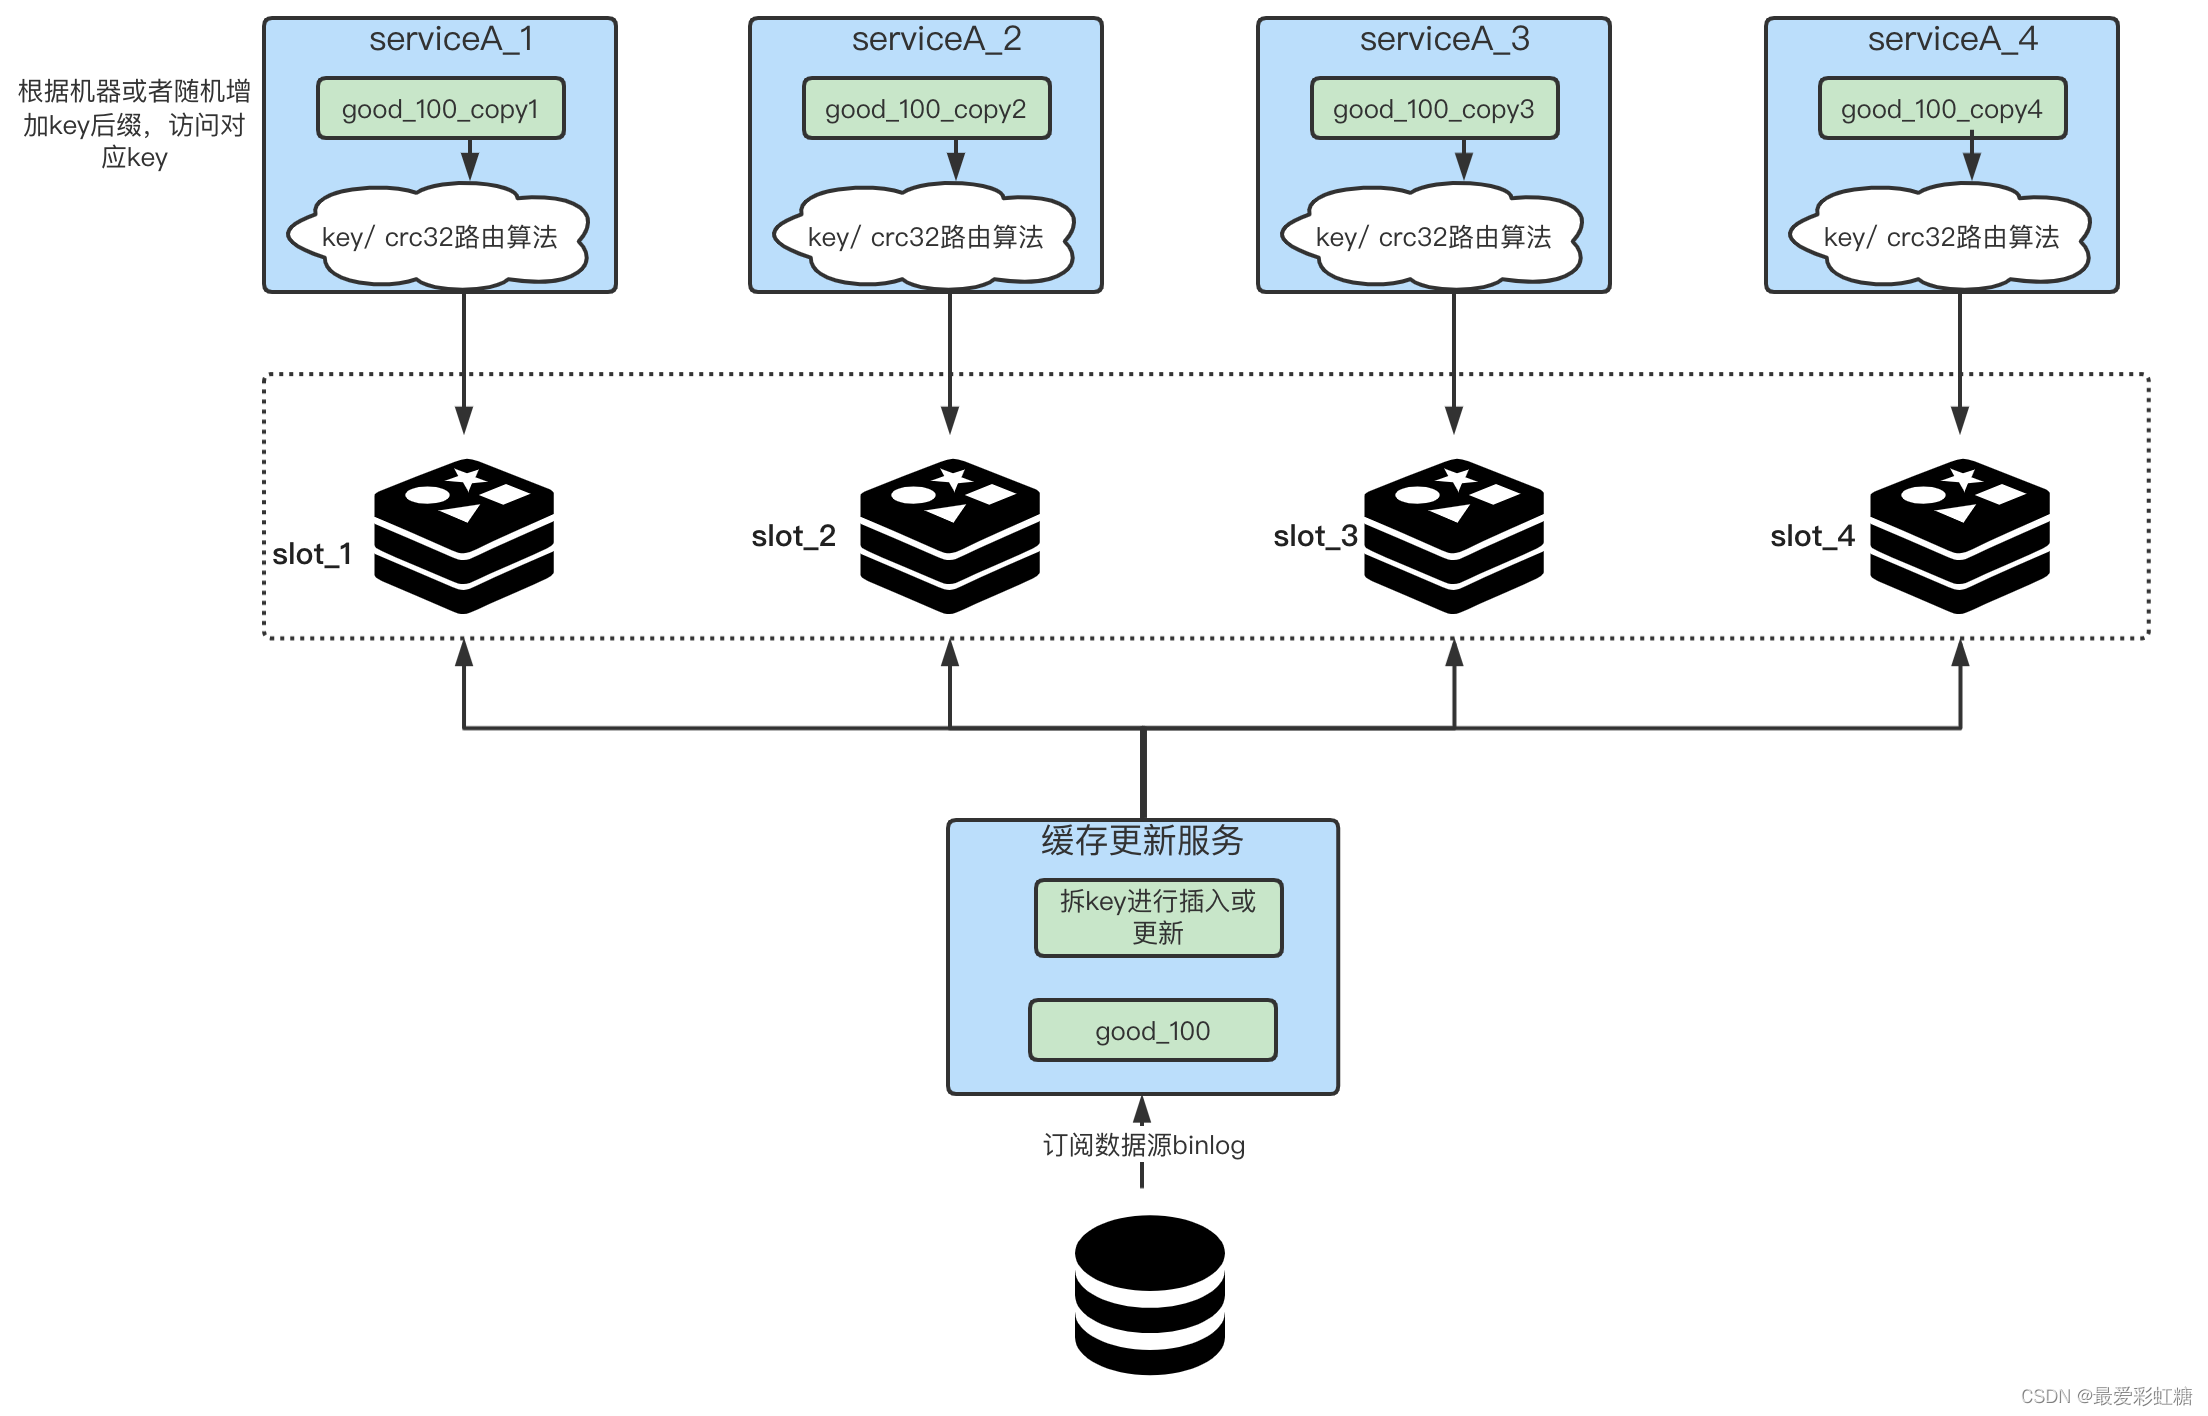 serviceA_1
serviceA_2
serviceA_3
serviceA_4
根据机器或者随机增
加key后缀，访问对
应key
good_100_copy1
good_100_copy2
good_100_copy3
good_100_copy4
key/ crc32路由算法
key/ crc32路由算法
key/ crc32路由算法
key/ crc32路由算法
slot_1
slot_2
slot_3
slot_4
缓存更新服务
拆key进行插入或
更新
good_100
订阅数据源binlog
CSDN @最爱彩虹糖